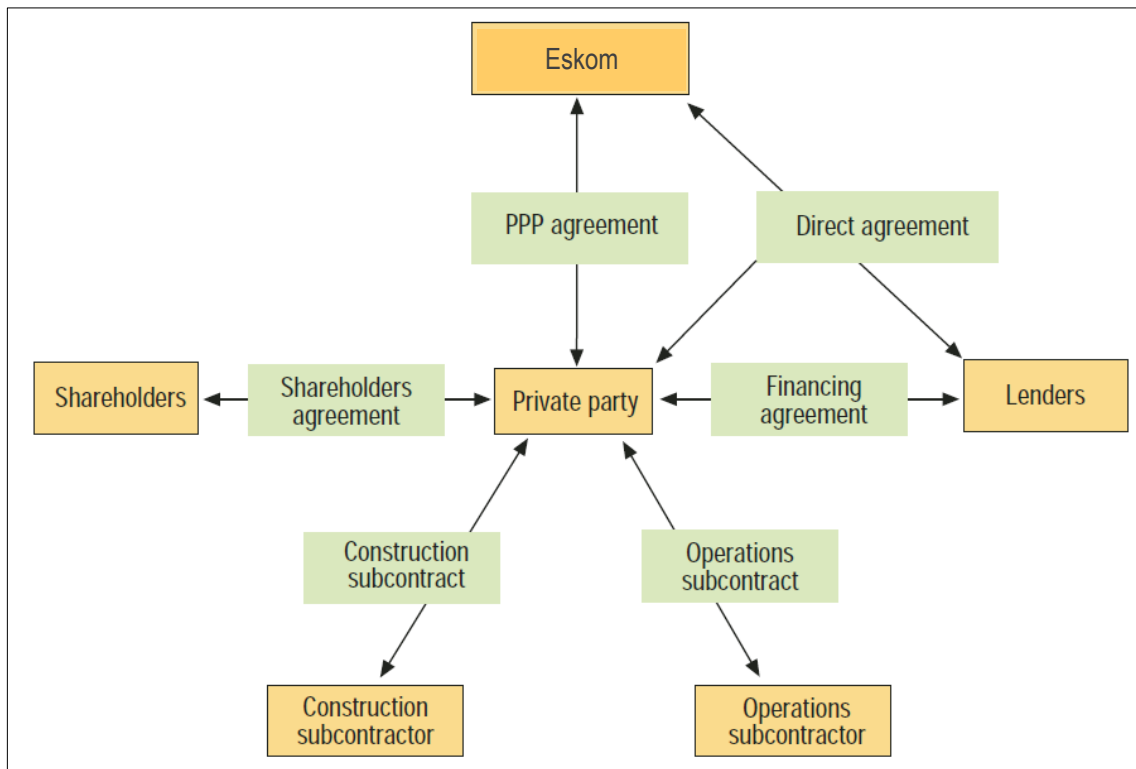 Eskom
PPP agreement
Direct agreement
Shareholders
Shareholders
agreement
Private party
Financing
agreement
Lenders
Construction
subcontract
Operations
subcontract
Construction
subcontractor
Operations
subcontractor